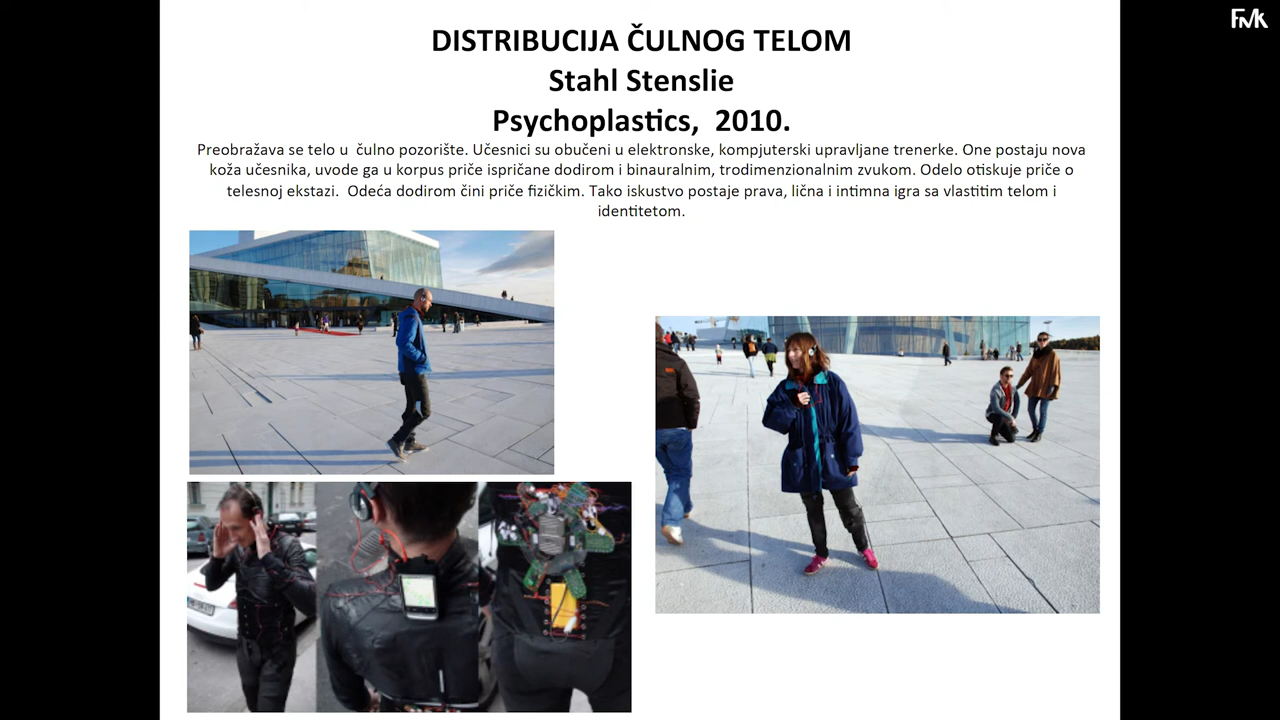 FMK
DISTRIBUCIJA ČULNOG TELOM
Stahl Stenslie
Psychoplastics, 2010.
Preobražava se telo u čulno pozorište. Učesnici su obučeni u elektronske, kompjuterski upravljane trenerke. One postaju nova
koža učesnika, uvode ga u korpus priče ispričane dodirom i binauralnim, trodimenzionalnim zvukom. Odelo otiskuje priče o
telesnoj ekstazi. Odeća dodirom čini priče fizičkim. Tako iskustvo postaje prava, lična i intimna igra sa vlastitim telom i
identitetom.